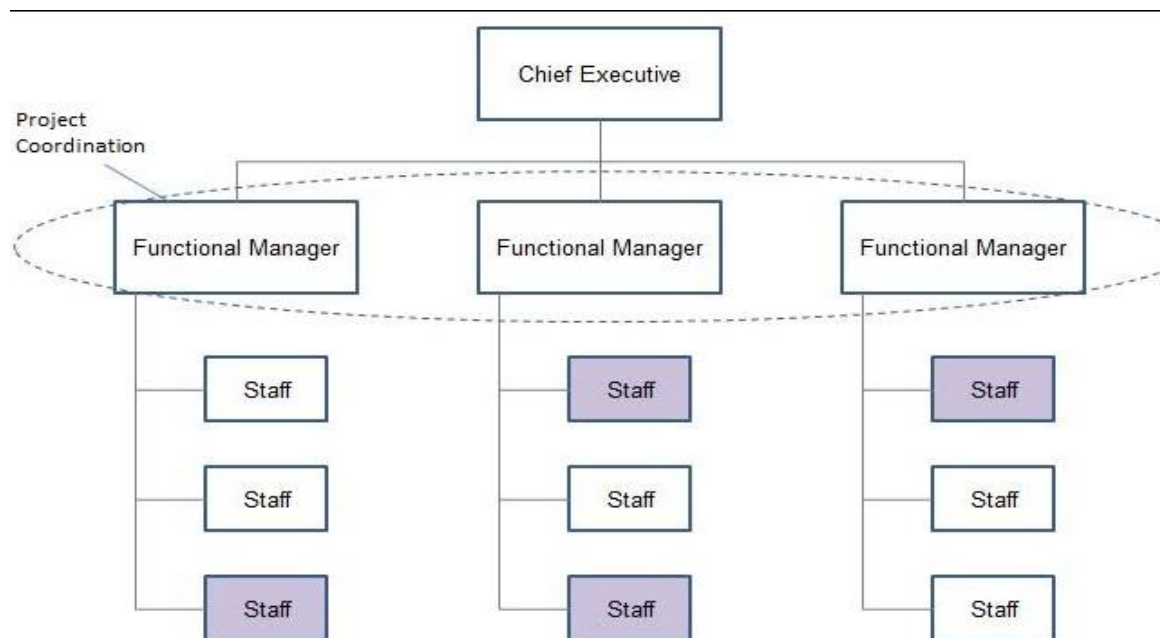 Chief Executive
Project
Coordination
Functional Manager
Functional Manager
Functional Manager
Staff
Staff
Staff
Staff
Staff
Staff
Staff
Staff
Staff